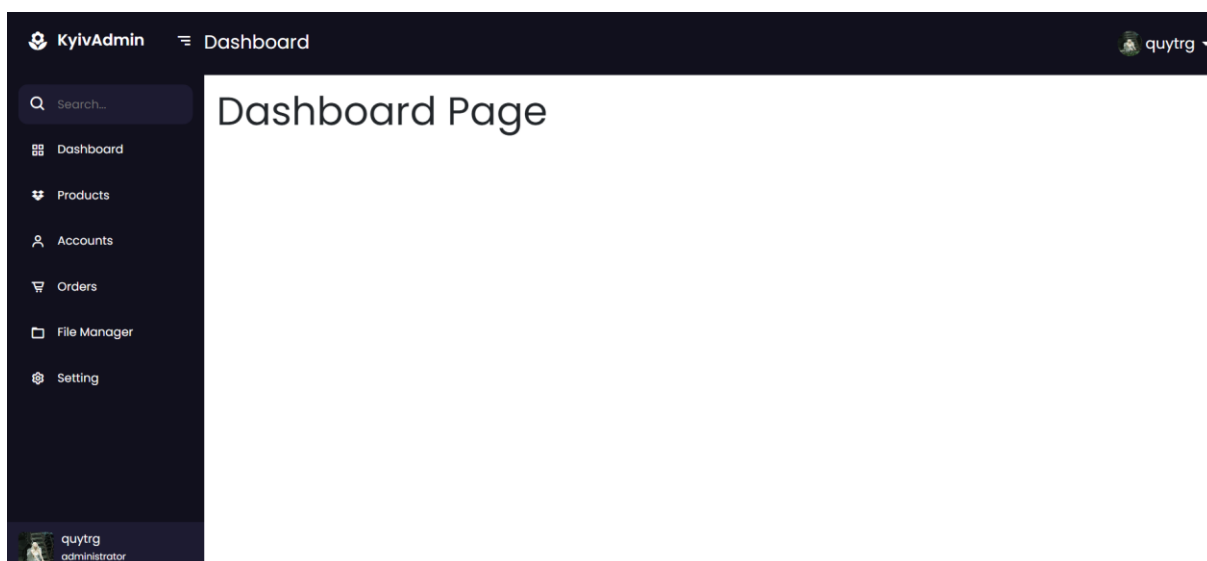 KyivAdmin
Dashboard
quytrg
Search...
Dashboard Page
Dashboard
Products
Accounts
Orders
File Manager
Setting
quytrg
administrator